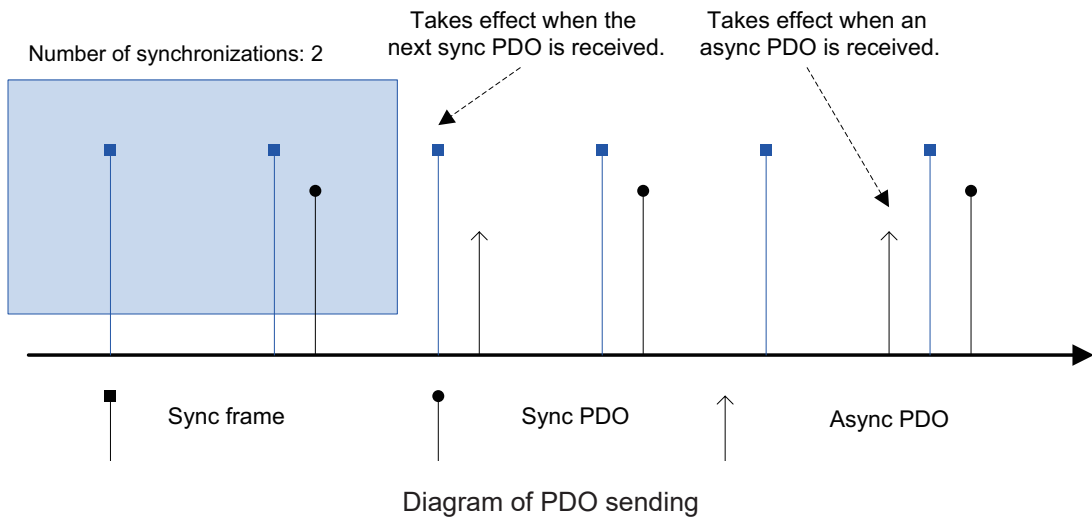 Number of synchronizations: 2
Takes effect when the
next sync PDO is received.
Takes effect when an
async PDO is received.
Sync frame
Sync PDO
Async PDO
Diagram of PDO sending